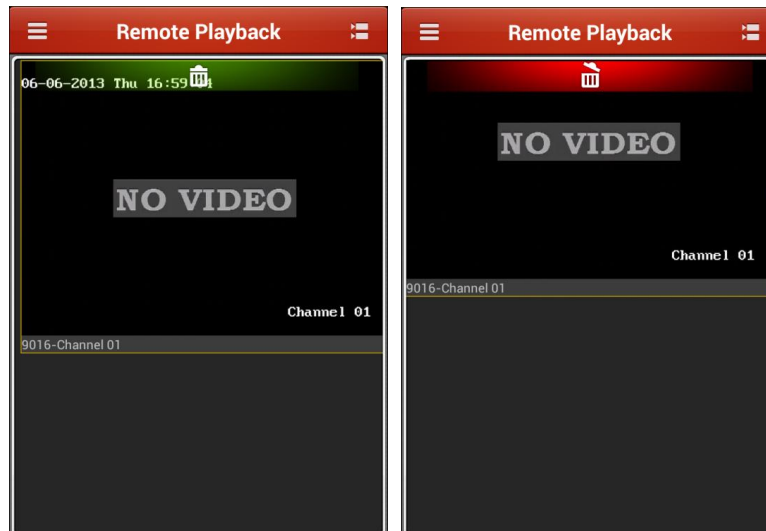 Remote Playback
06-06-2013 Thu 16:59
NO VIDEO
Channel 01
9016-Channel 01
Remote Playback
NO VIDEO
Channel 01
9016-Channel 01